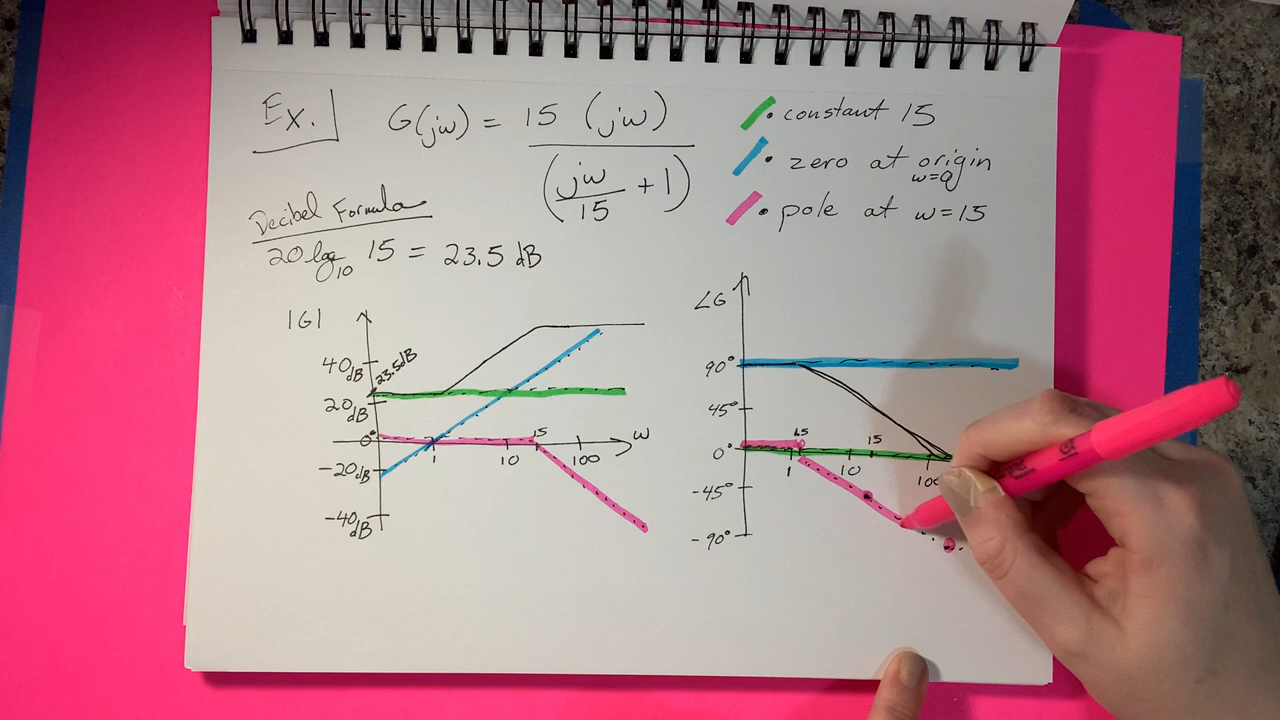 Ex. G(jω) = 15 (jω)
(jω/15 + 1)
• constant 15
• zero at origin
ω=0
• pole at ω=15
Decibel Formula
20 log10 15 = 23.5 dB
|G|
40dB
23.5dB
20dB
0°
-20dB
-40dB
1
10
15
100
ω
∠G
90°
45°
0°
-45°
-90°
1
1.5
10
15
100